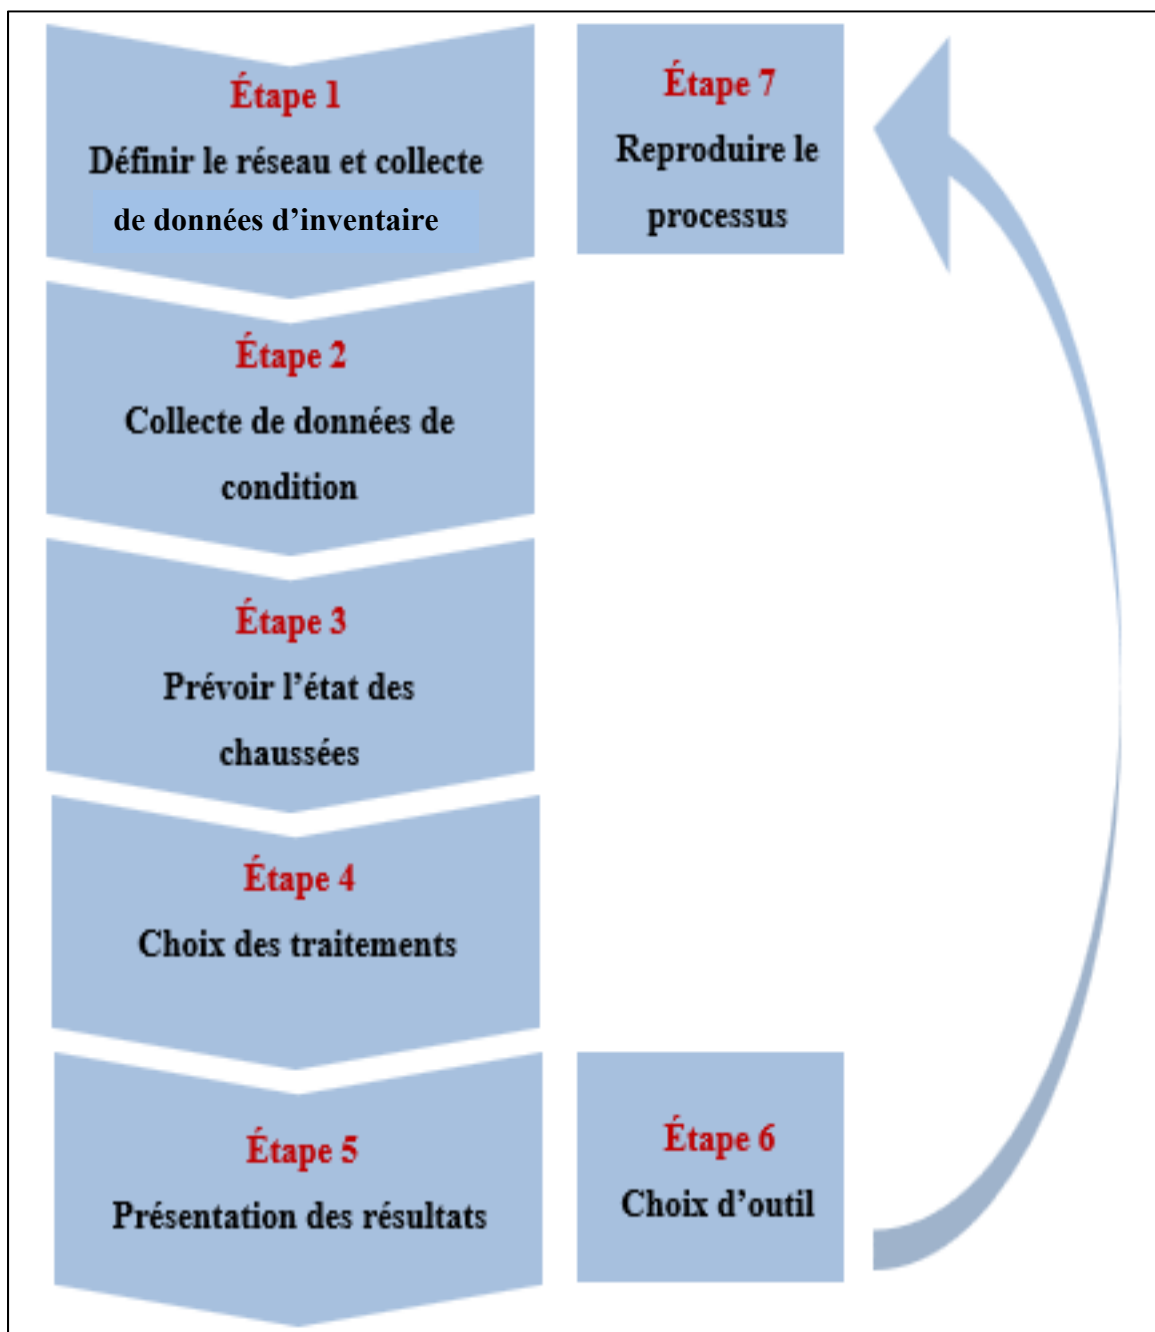 Étape 1
Définir le réseau et collecte
de données d’inventaire
Étape 2
Collecte de données de
condition
Étape 3
Prévoir l’état des
chaussées
Étape 4
Choix des traitements
Étape 5
Présentation des résultats
Étape 6
Choix d’outil
Étape 7
Reproduire le
processus